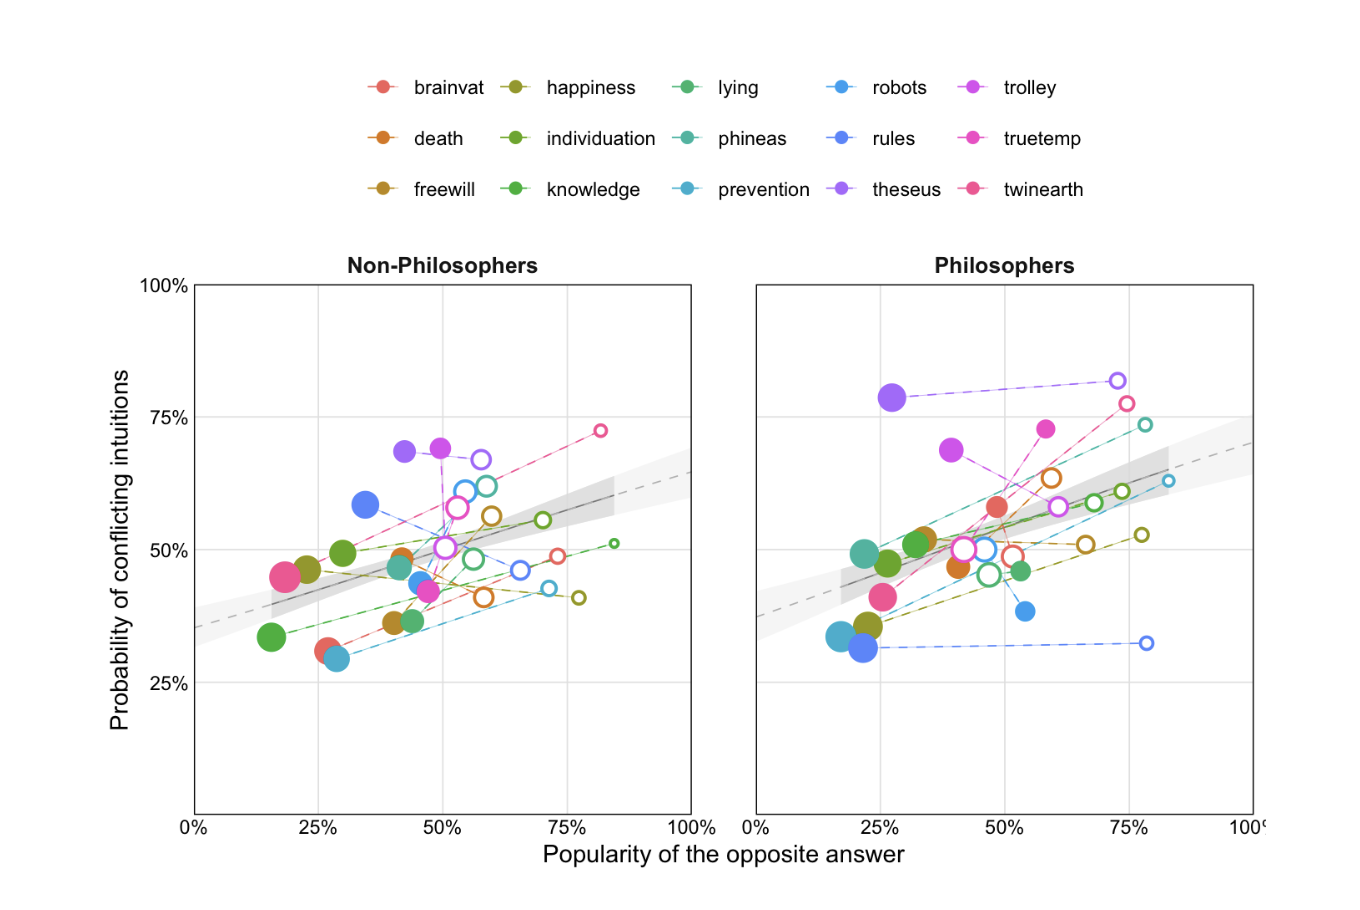 brainvat happiness lying robots trolley
death individuation phineas rules truetemp
freewill knowledge prevention theseus twinearth
Non-Philosophers Philosophers
Probability of conflicting intuitions
100%
75%
50%
25%
0% 25% 50% 75% 100% 0% 25% 50% 75% 100
Popularity of the opposite answer